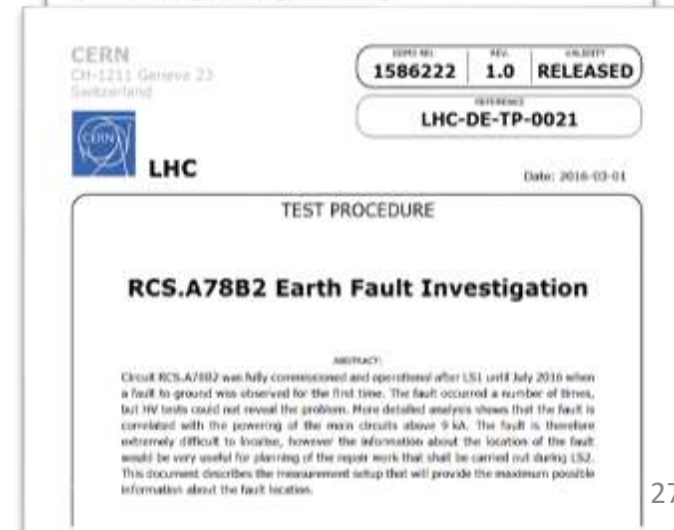 CERN
CH-1211 Geneva 23
Switzerland
EDMS NO. REV. VALIDITY
1586222 1.0 RELEASED
REFERENCE
LHC-DE-TP-0021
CERN
LHC
Date: 2016-03-01
TEST PROCEDURE
RCS.A78B2 Earth Fault Investigation
ABSTRACT:
Circuit RCS.A78B2 was fully commissioned and operational after LS1 until July 2016 when
a fault to ground was observed for the first time. The fault occurred a number of times,
but HV tests could not reveal the problem. More detailed analysis shows that the fault is
correlated with the powering of the main circuits above 9 kA. The fault is therefore
extremely difficult to localise, however the information about the location of the fault
would be very useful for planning of the repair work that shall be carried out during LS2.
This document describes the measurement setup that will provide the maximum possible
information about the fault location.
27